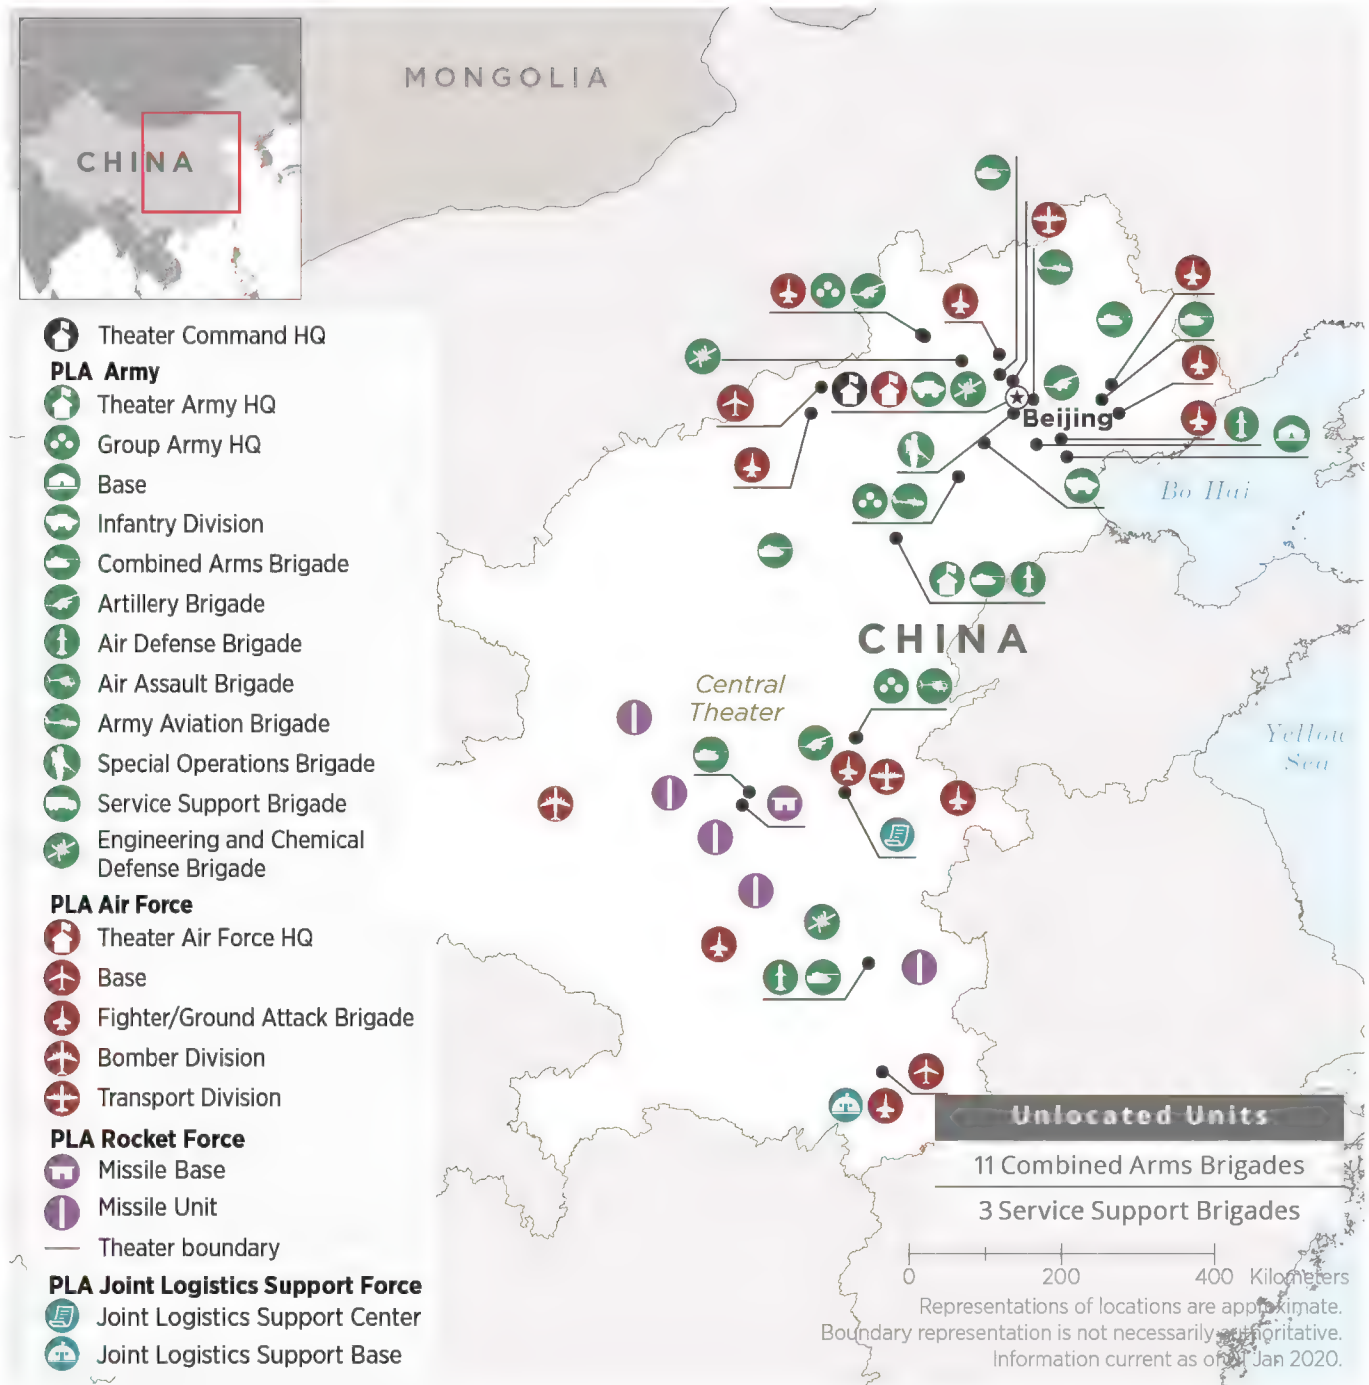 MONGOLIA
CHINA
Theater Command HQ
PLA Army
Theater Army HQ
Group Army HQ
Base
Infantry Division
Combined Arms Brigade
Artillery Brigade
Air Defense Brigade
Air Assault Brigade
Army Aviation Brigade
Special Operations Brigade
Service Support Brigade
Engineering and Chemical
Defense Brigade
PLA Air Force
Theater Air Force HQ
Base
Fighter/Ground Attack Brigade
Bomber Division
Transport Division
PLA Rocket Force
Missile Base
Missile Unit
Theater boundary
PLA Joint Logistics Support Force
Joint Logistics Support Center
Joint Logistics Support Base
Beijing
Bo Hai
CHINA
Central
Theater
Yellow
Sea
Unlocated Units
11 Combined Arms Brigades
3 Service Support Brigades
0 200 400 Kilometers
Representations of locations are approximate.
Boundary representation is not necessarily authoritative.
Information current as of 1 Jan 2020.